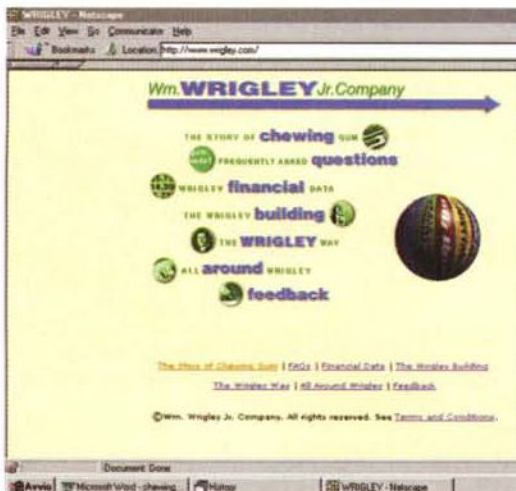 WRIGLEY - Netscape
File Edit View Go Communicator Help
Bookmarks Location: http://www.wrigley.com/
Wm. WRIGLEY Jr. Company
THE STORY OF chewing GUM
FREQUENTLY ASKED questions
WRIGLEY financial DATA
THE WRIGLEY building
THE WRIGLEY WAY
ALL around WRIGLEY
feedback
The Story of Chewing Gum | FAQs | Financial Data | The Wrigley Building
The Wrigley Way | All Around Wrigley | Feedback
©Wm. Wrigley Jr. Company. All rights reserved. See Terms and Conditions.
Document: Done
Avvio Microsoft Word - chewing History WRIGLEY - Netscape